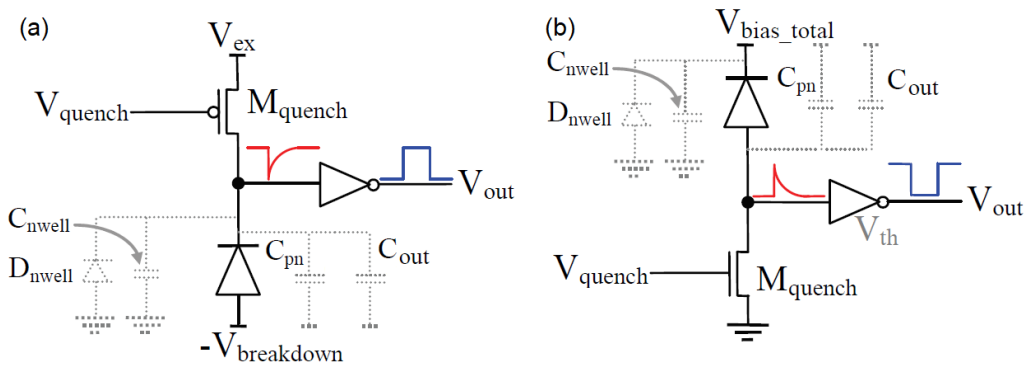 (a)
Vex
Vquench
Mquench
Vout
Cnwell
Dnwell
Cpn
Cout
-Vbreakdown
(b)
Vbias_total
Cnwell
Cpn
Cout
Dnwell
Vout
Vth
Vquench
Mquench